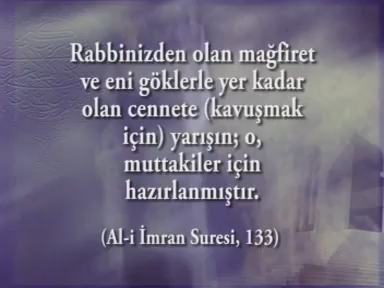 Rabbinizden olan mağfiret
ve eni göklerle yer kadar
olan cennete (kavuşmak
için) yarışın; o,
muttakiler için
hazırlanmıştır.
(Al-i İmran Suresi, 133)